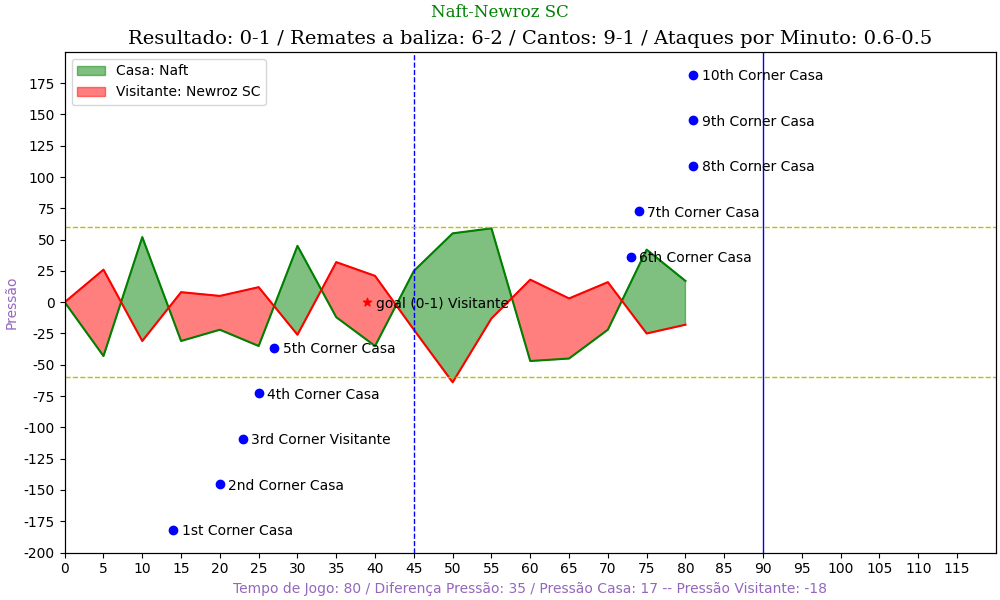 Naft-Newroz SC
Resultado: 0-1 / Remates a baliza: 6-2 / Cantos: 9-1 / Ataques por Minuto: 0.6-0.5
Casa: Naft
Visitante: Newroz SC
Pressão
175
150
125
100
75
50
25
0
-25
-50
-75
-100
-125
-150
-175
-200
10th Corner Casa
9th Corner Casa
8th Corner Casa
7th Corner Casa
6th Corner Casa
goal (0-1) Visitante
5th Corner Casa
4th Corner Casa
3rd Corner Visitante
2nd Corner Casa
1st Corner Casa
0 5 10 15 20 25 30 35 40 45 50 55 60 65 70 75 80 85 90 95 100 105 110 115
Tempo de Jogo: 80 / Diferença Pressão: 35 / Pressão Casa: 17 -- Pressão Visitante: -18